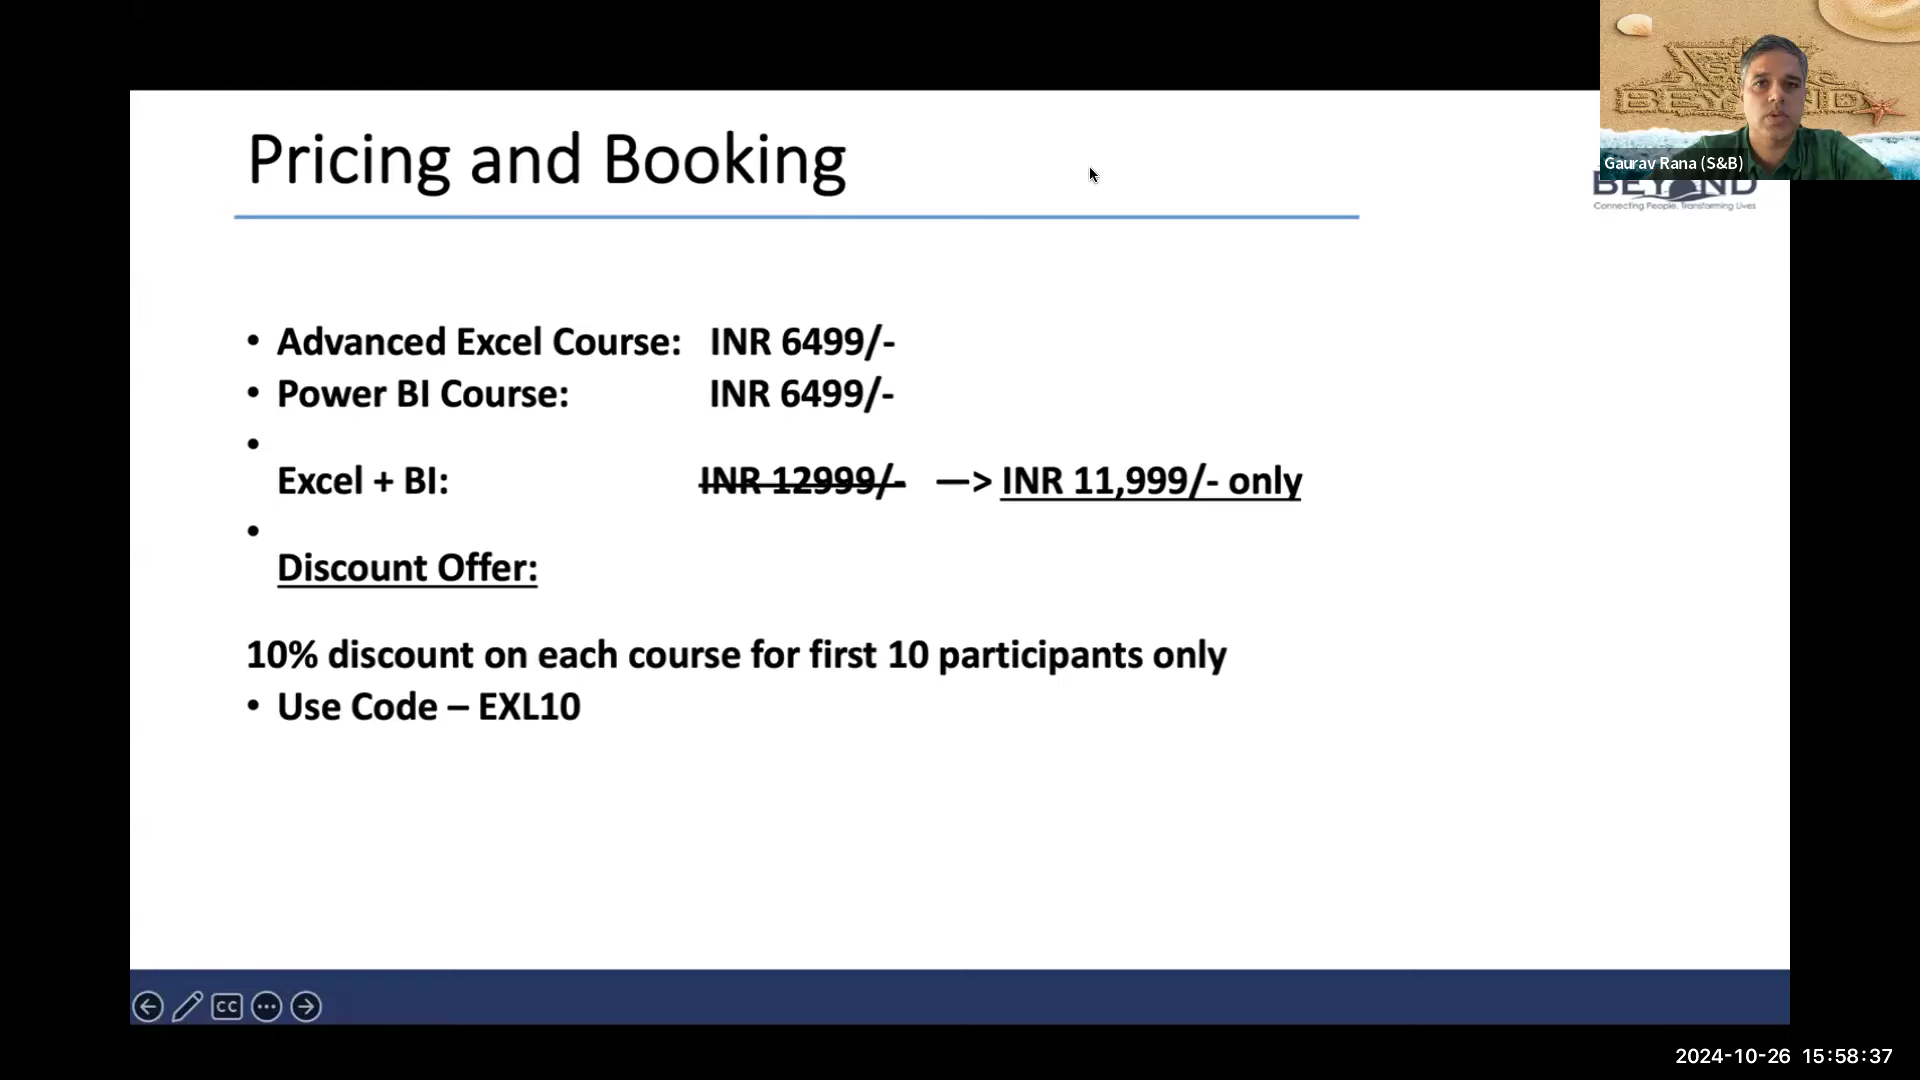 Pricing and Booking
BEYOND
Gaurav Rana (S&B)
BEYOND
Connecting People. Transforming Lives
• Advanced Excel Course: INR 6499/-
• Power BI Course: INR 6499/-
•
Excel + BI: INR 12999/- —> INR 11,999/- only
•
Discount Offer:
10% discount on each course for first 10 participants only
• Use Code – EXL10
CC
2024-10-26 15:58:37